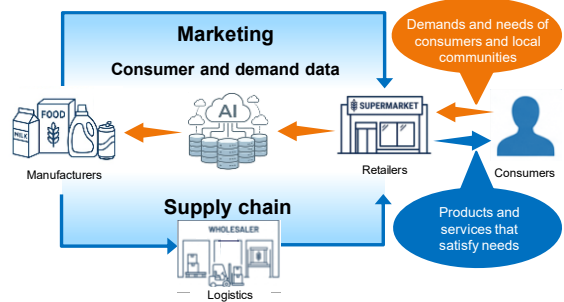 Marketing
Demands and needs of
consumers and local
communities
Consumer and demand data
MILK
FOOD
AI
SUPERMARKET
Manufacturers
Retailers
Consumers
Supply chain
WHOLESALER
Logistics
Products and
services that
satisfy needs